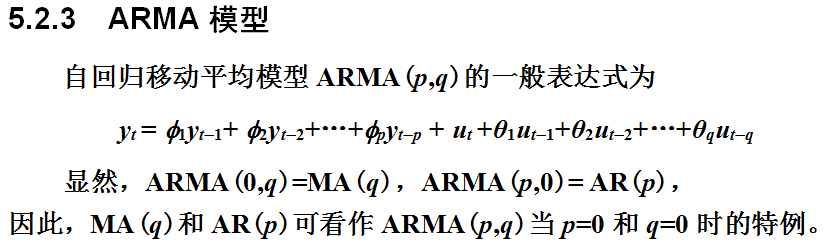 5.2.3 ARMA 模型
自回归移动平均模型 ARMA(p,q)的一般表达式为
yₜ = ϕ₁yₜ₋₁+ ϕ₂yₜ₋₂+⋯+ϕₚyₜ₋ₚ + uₜ +θ₁uₜ₋₁+θ₂uₜ₋₂+⋯+θ_qu_{t−q}
显然，ARMA(0,q)=MA(q)，ARMA(p,0)= AR(p)，
因此，MA(q)和 AR(p)可看作 ARMA(p,q)当 p=0 和 q=0 时的特例。